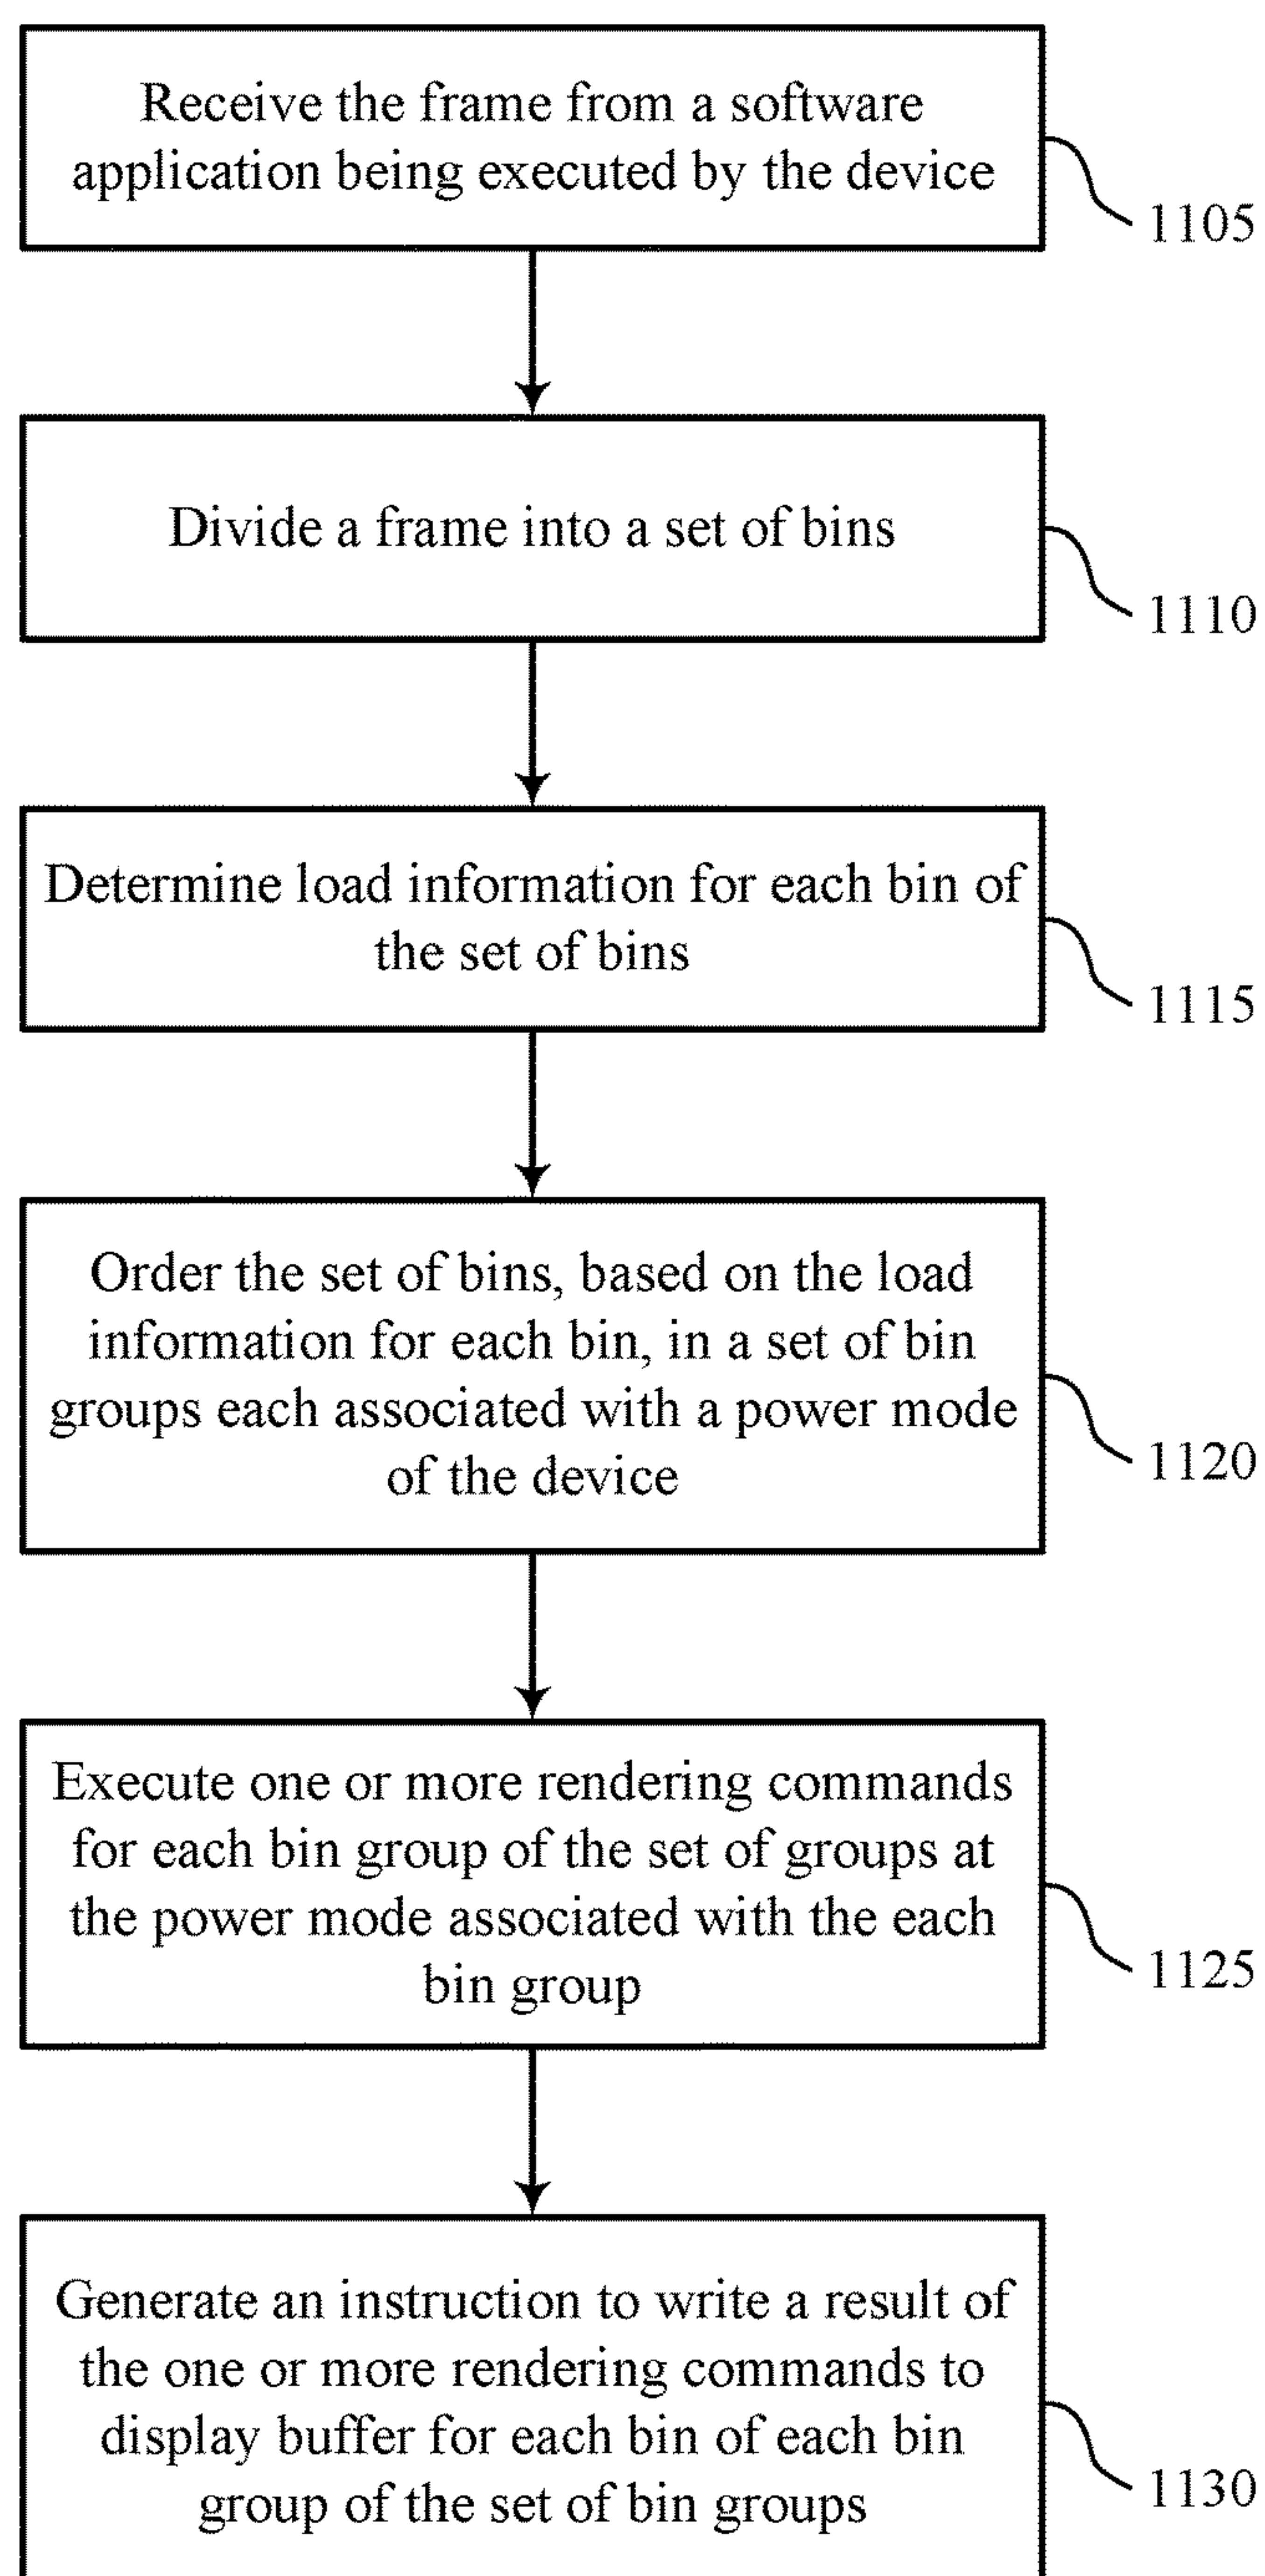 Receive the frame from a software
application being executed by the device
1105
Divide a frame into a set of bins
1110
Determine load information for each bin of
the set of bins
1115
Order the set of bins, based on the load
information for each bin, in a set of bin
groups each associated with a power mode
of the device
1120
Execute one or more rendering commands
for each bin group of the set of groups at
the power mode associated with the each
bin group
1125
Generate an instruction to write a result of
the one or more rendering commands to
display buffer for each bin of each bin
group of the set of bin groups
1130